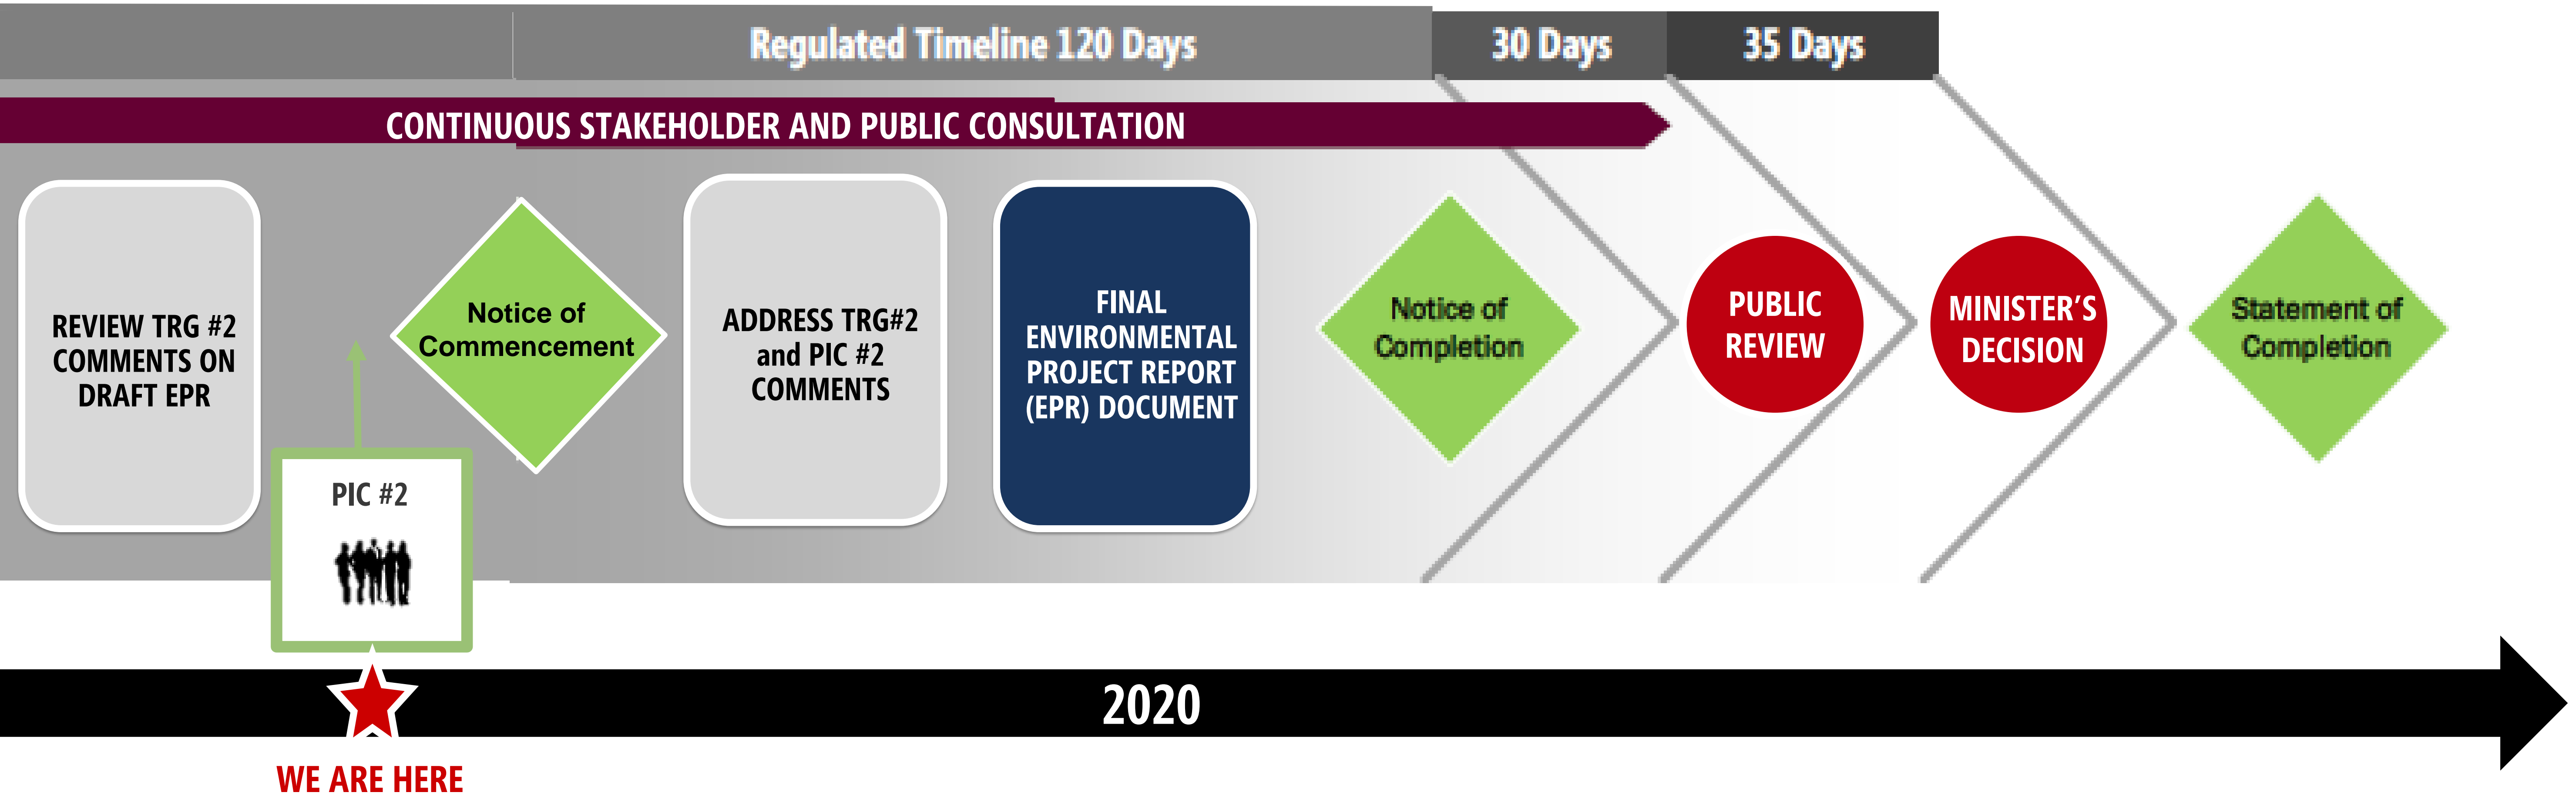 Regulated Timeline 120 Days
30 Days
35 Days
CONTINUOUS STAKEHOLDER AND PUBLIC CONSULTATION
REVIEW TRG #2
COMMENTS ON
DRAFT EPR
PIC #2
Notice of
Commencement
ADDRESS TRG#2
and PIC #2
COMMENTS
FINAL
ENVIRONMENTAL
PROJECT REPORT
(EPR) DOCUMENT
Notice of
Completion
PUBLIC
REVIEW
MINISTER'S
DECISION
Statement of
Completion
2020
WE ARE HERE